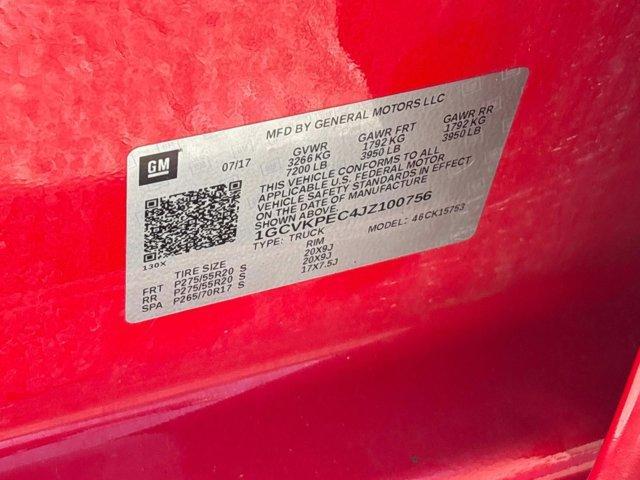 MFD BY GENERAL MOTORS LLC
GM
07/17
GVWR GAWR FRT GAWR RR
3266 KG 1792 KG 1792 KG
7200 LB 3950 LB 3950 LB
THIS VEHICLE CONFORMS TO ALL
APPLICABLE U.S. FEDERAL MOTOR
VEHICLE SAFETY STANDARDS IN EFFECT
ON THE DATE OF MANUFACTURE
SHOWN ABOVE.
1GCVKPEC4JZ100756
TYPE: TRUCK MODEL: 46CK15753
130X
TIRE SIZE RIM
FRT P275/55R20 S 20X9J
RR P275/55R20 S 20X9J
SPA P265/70R17 S 17X7.5J